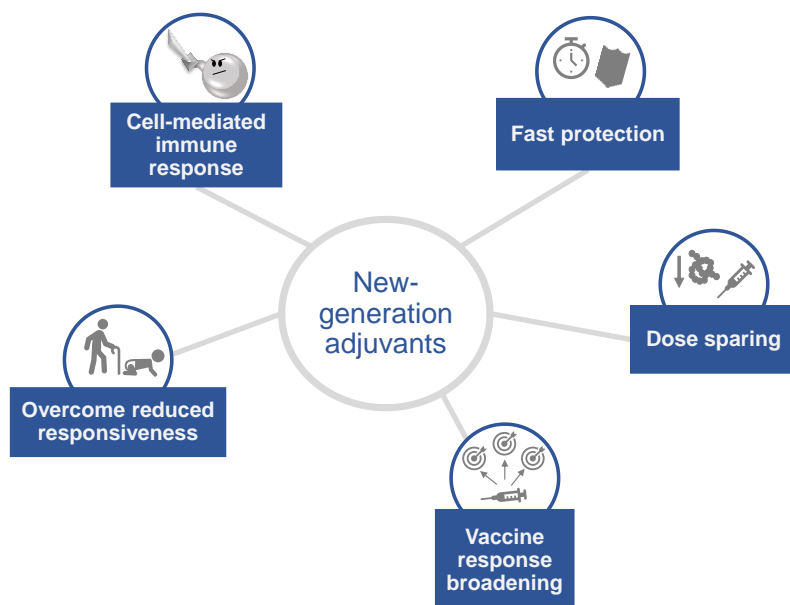 Cell-mediated
immune
response
Fast protection
New-
generation
adjuvants
Dose sparing
Overcome reduced
responsiveness
Vaccine
response
broadening